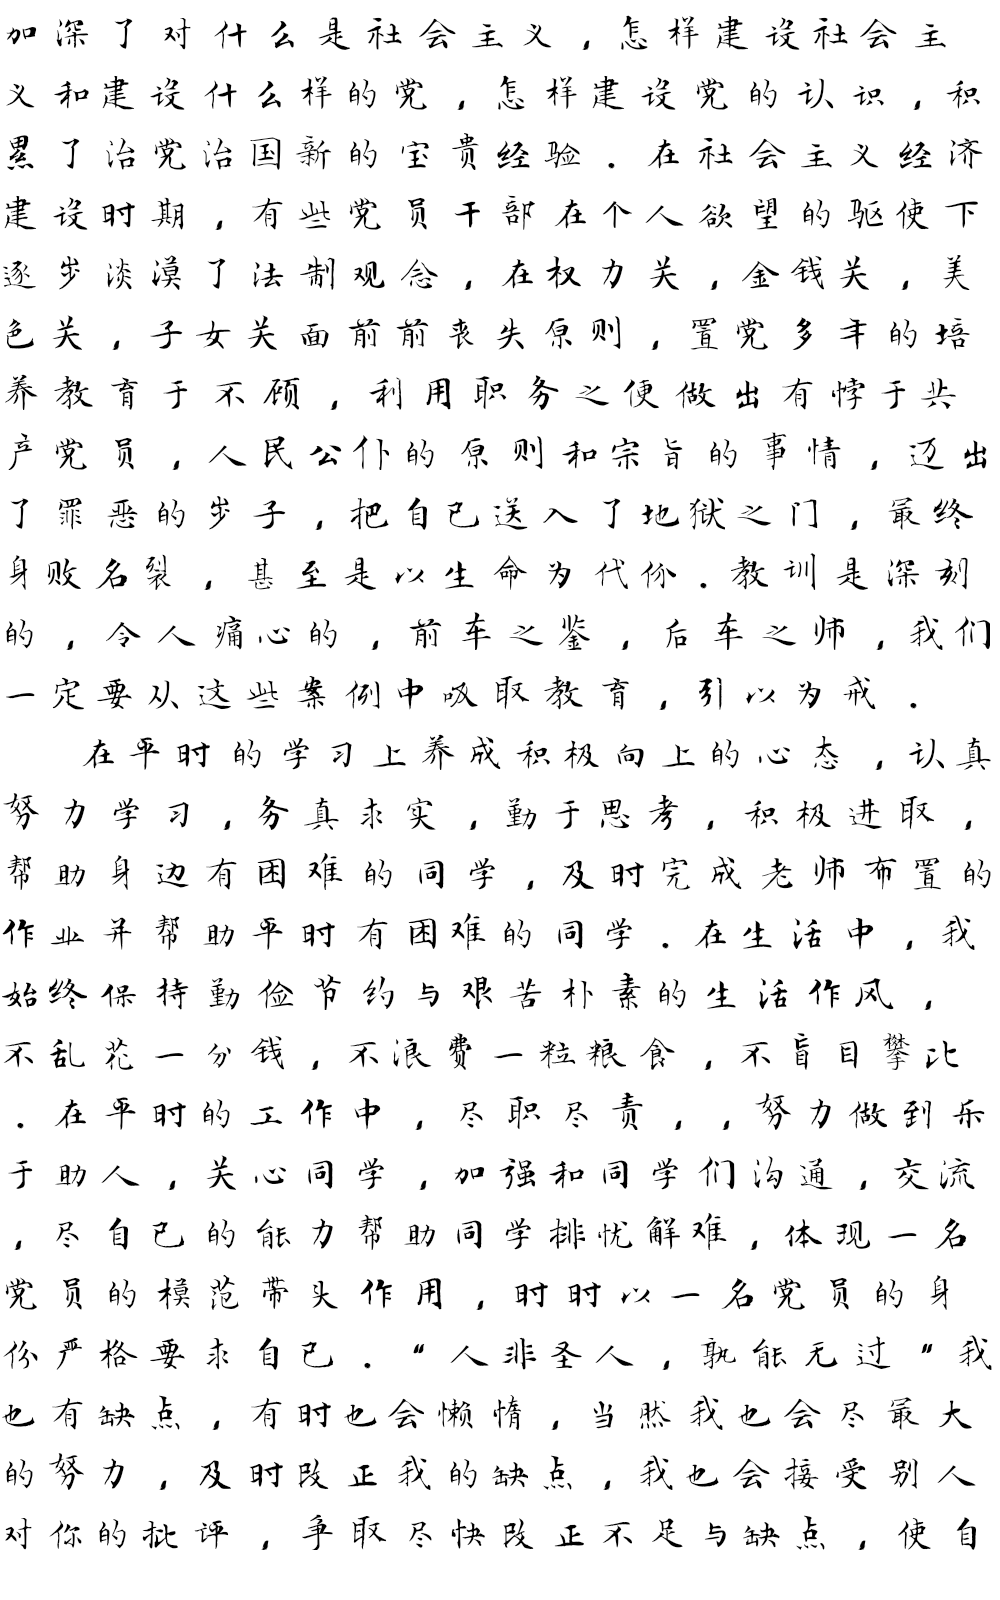 加深了对什么是社会主义,怎样建设社会主
义和建设什么样的党,怎样建设党的认识,积
累了治党治国新的宝贵经验.在社会主义经济
建设时期,有些党员干部在个人欲望的驱使下
逐步淡漠了法制观念,在权力关,金钱关,美
色关,子女关面前前丧失原则,置党多年的培
养教育于不顾,利用职务之便做出有悖于共
产党员,人民公仆的原则和宗旨的事情,迈出
了罪恶的步子,把自已送入了地狱之门,最终
身败名裂,甚至是以生命为代价.教训是深刻
的,令人痛心的,前车之鉴,后车之师,我们
一定要从这些案例中吸取教育,引以为戒.
在平时的学习上养成积极向上的心态,认真
努力学习,务真求实,勤于思考,积极进取,
帮助身边有困难的同学,及时完成老师布置的
作业并帮助平时有困难的同学.在生活中,我
始终保持勤俭节约与艰苦朴素的生活作风,
不乱花一分钱,不浪费一粒粮食,不盲目攀比
.在平时的工作中,尽职尽责,,努力做到乐
于助人,关心同学,加强和同学们沟通,交流
,尽自己的能力帮助同学排忧解难,体现一名
党员的模范带头作用,时时以一名党员的身
份严格要求自己."人非圣人,孰能无过"我
也有缺点,有时也会懒惰,当然我也会尽最大
的努力,及时改正我的缺点,我也会接受别人
对你的批评,争取尽快改正不足与缺点,使自